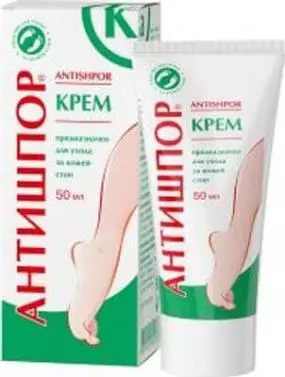 К
ANTISHPOR
КРЕМ
предназначен
для ухода
за кожей
стоп
50 мл
АНТИШПОР®
ANTISHPOR
КРЕМ
предназначен
для ухода
за кожей
стоп
50 мл
АНТИШПОР®